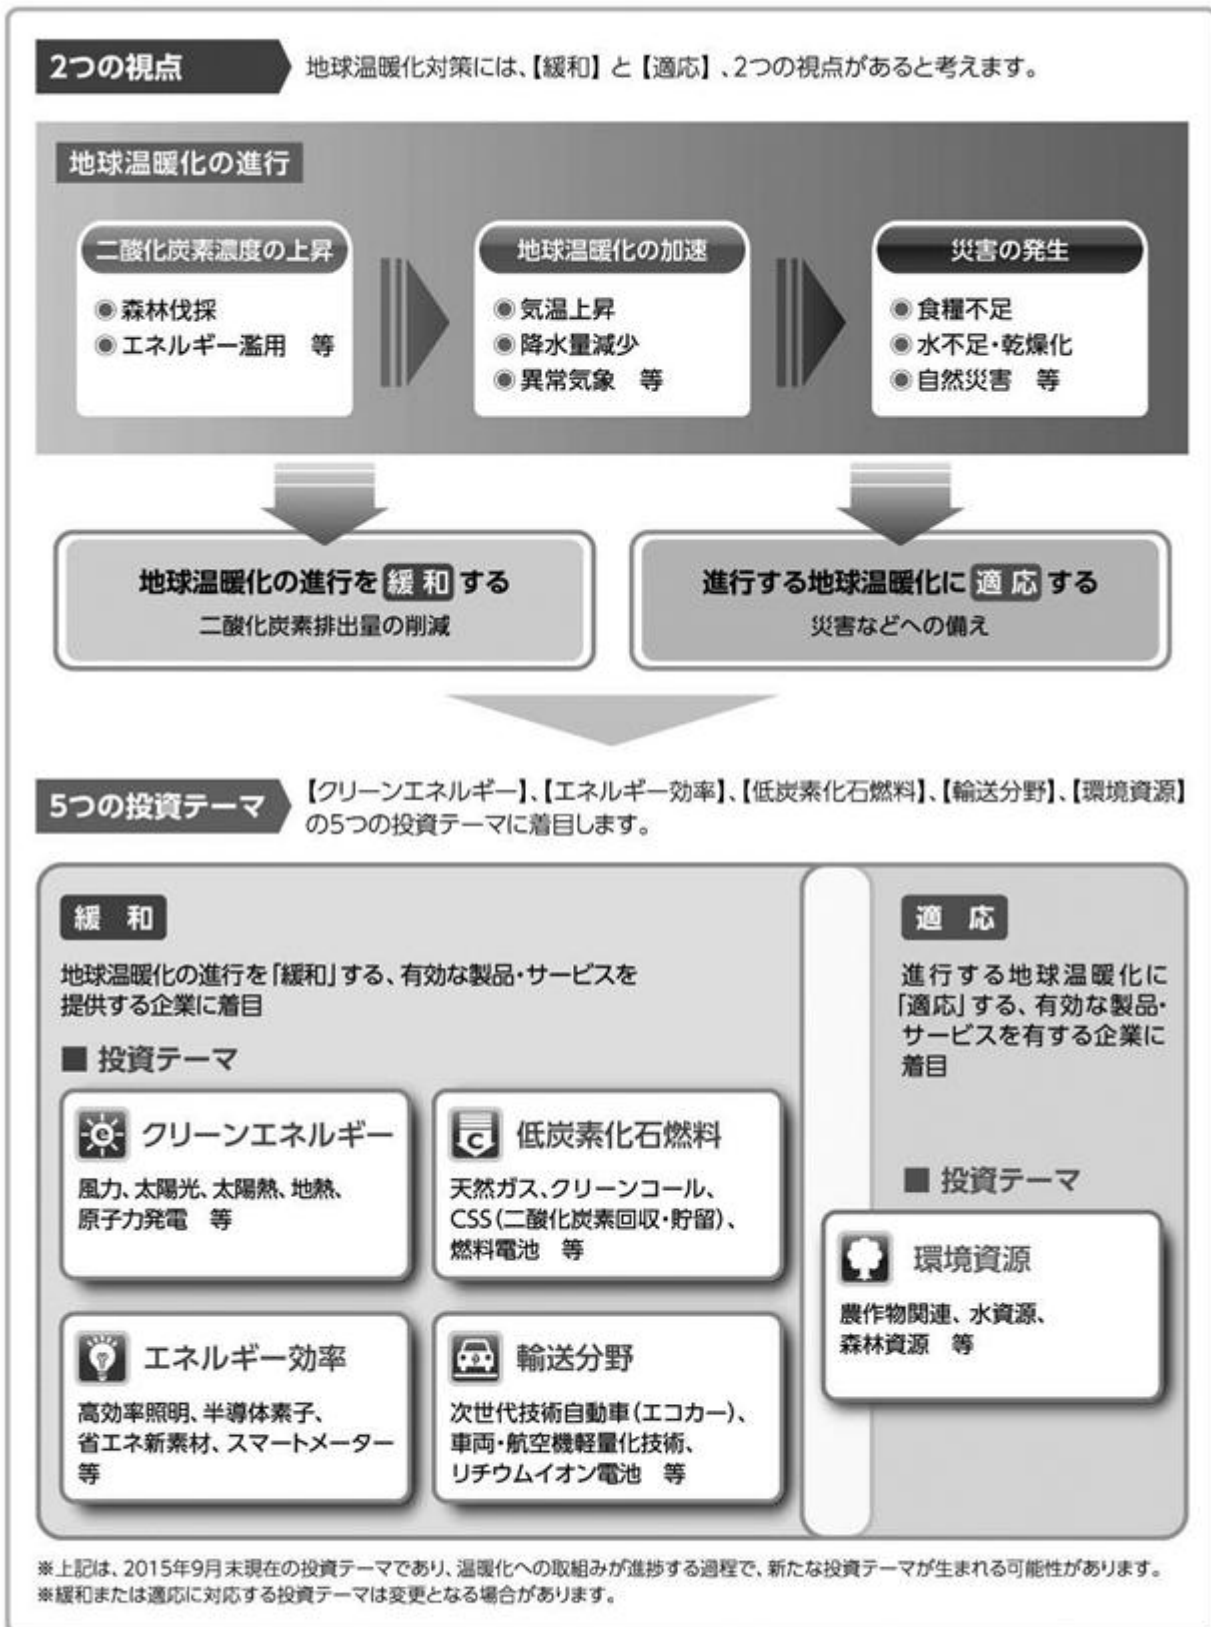 2つの視点
地球温暖化対策には、【緩和】と【適応】、2つの視点があると考えます。
地球温暖化の進行
二酸化炭素濃度の上昇
◉森林伐採
◉エネルギー濫用　等
地球温暖化の加速
◉気温上昇
◉降水量減少
◉異常気象　等
災害の発生
◉食糧不足
◉水不足・乾燥化
◉自然災害　等
地球温暖化の進行を 緩和 する
二酸化炭素排出量の削減
進行する地球温暖化に 適応 する
災害などへの備え
5つの投資テーマ
【クリーンエネルギー】、【エネルギー効率】、【低炭素化石燃料】、【輸送分野】、【環境資源】
の5つの投資テーマに着目します。
緩　和
地球温暖化の進行を「緩和」する、有効な製品・サービスを
提供する企業に着目
■ 投資テーマ
クリーンエネルギー
風力、太陽光、太陽熱、地熱、
原子力発電　等
低炭素化石燃料
天然ガス、クリーンコール、
CSS（二酸化炭素回収・貯留）、
燃料電池　等
エネルギー効率
高効率照明、半導体素子、
省エネ新素材、スマートメーター
等
輸送分野
次世代技術自動車（エコカー）、
車両・航空機軽量化技術、
リチウムイオン電池　等
適　応
進行する地球温暖化に
「適応」する、有効な製品・
サービスを有する企業に
着目
■ 投資テーマ
環境資源
農作物関連、水資源、
森林資源　等
※上記は、2015年9月末現在の投資テーマであり、温暖化への取組みが進捗する過程で、新たな投資テーマが生まれる可能性があります。
※緩和または適応に対応する投資テーマは変更となる場合があります。